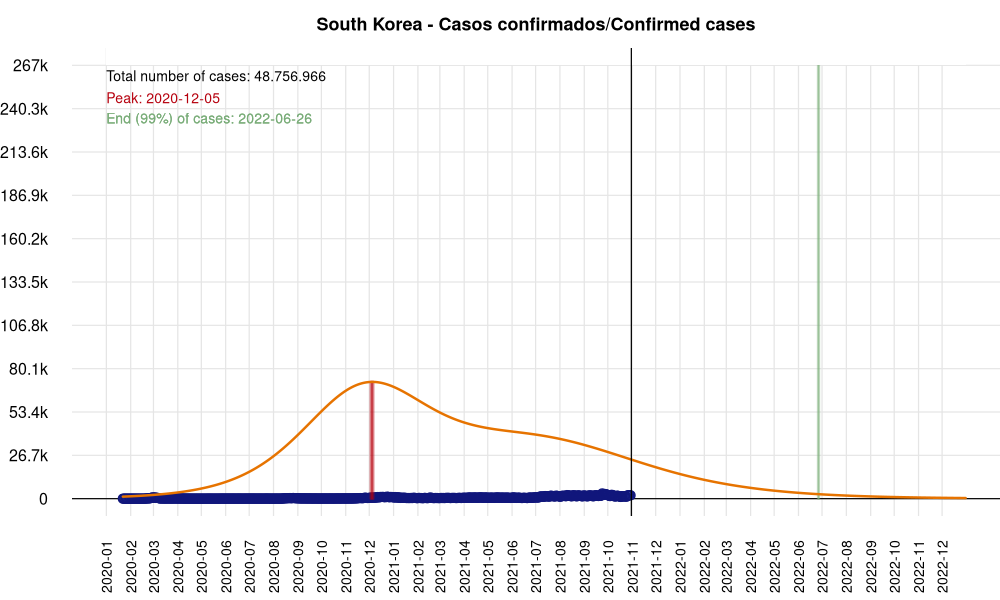 South Korea - Casos confirmados/Confirmed cases
267k
Total number of cases: 48.756.966
Peak: 2020-12-05
240.3k
End (99%) of cases: 2022-06-26
213.6k
186.9k
160.2k
133.5k
106.8k
80.1k
53.4k
26.7k
0
2020-01
2020-02
2020-03
2020-04
2020-05
2020-06
2020-07
2020-08
2020-09
2020-10
2020-11
2020-12
2021-01
2021-02
2021-03
2021-04
2021-05
2021-06
2021-07
2021-08
2021-09
2021-10
2021-11
2021-12
2022-01
2022-02
2022-03
2022-04
2022-05
2022-06
2022-07
2022-08
2022-09
2022-10
2022-11
2022-12